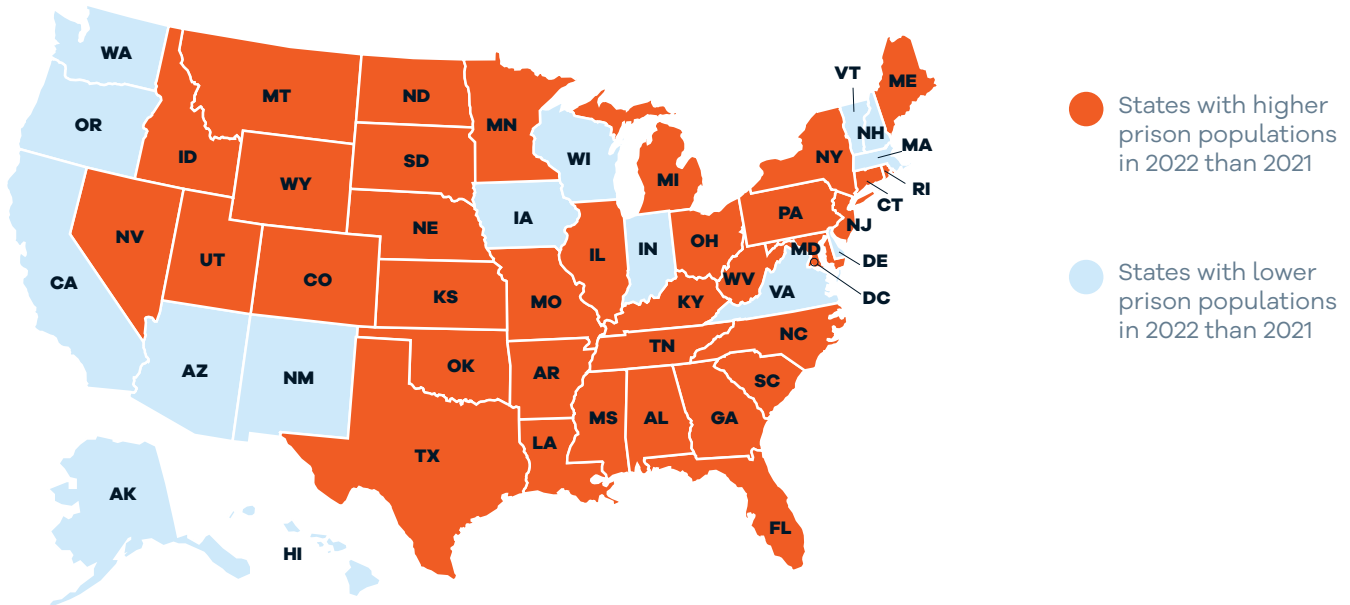 WA
OR
CA
NV
ID
MT
WY
UT
CO
AZ
NM
ND
SD
NE
KS
OK
TX
MN
IA
MO
AR
LA
WI
IL
MI
IN
OH
KY
TN
MS
AL
GA
FL
SC
NC
VA
WV
MD
DC
DE
PA
NJ
NY
CT
RI
MA
VT
NH
ME
AK
HI
States with higher
prison populations
in 2022 than 2021
States with lower
prison populations
in 2022 than 2021